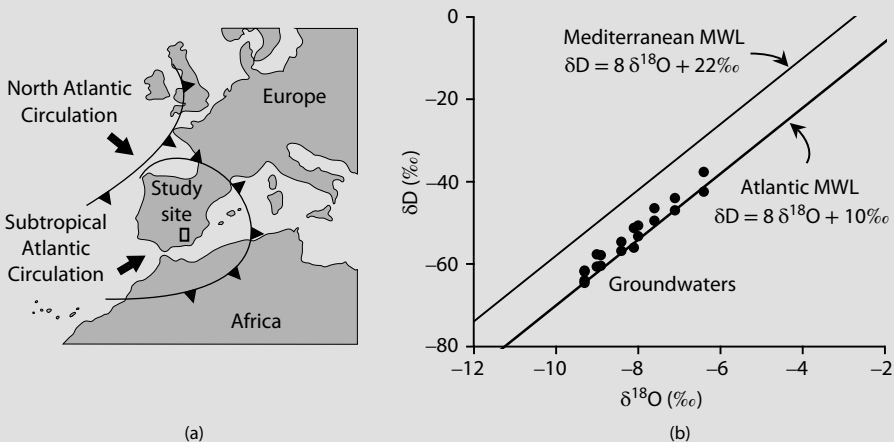 North Atlantic
Circulation
Europe
Study
site
Subtropical
Atlantic
Circulation
Africa
(a)
0
−20
−40
−60
−80
δD (‰)
Mediterranean MWL
δD = 8 δ¹⁸O + 22‰
Atlantic MWL
δD = 8 δ¹⁸O + 10‰
Groundwaters
−12
−10
−8
−6
−4
−2
δ¹⁸O (‰)
(b)